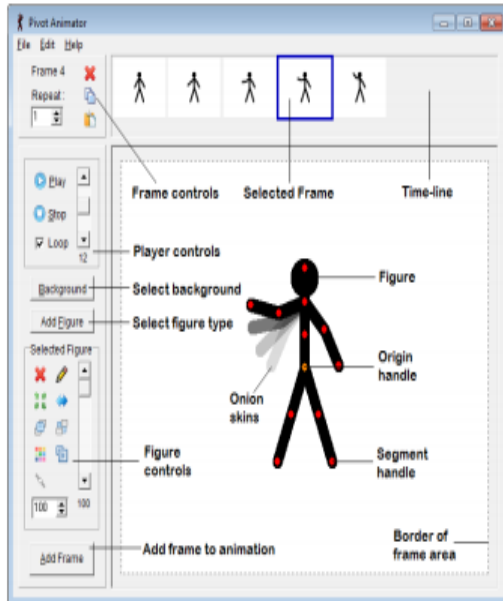 Pivot Animator
File Edit Help
Frame 4
Repeat:
1
Frame controls
Selected Frame
Time-line
Play
Stop
Loop
12
Player controls
Background
Select background
Add Figure
Select figure type
Figure
Selected Figure
Onion
skins
Origin
handle
Figure
controls
Segment
handle
100
100
Add Frame
Add frame to animation
Border of
frame area